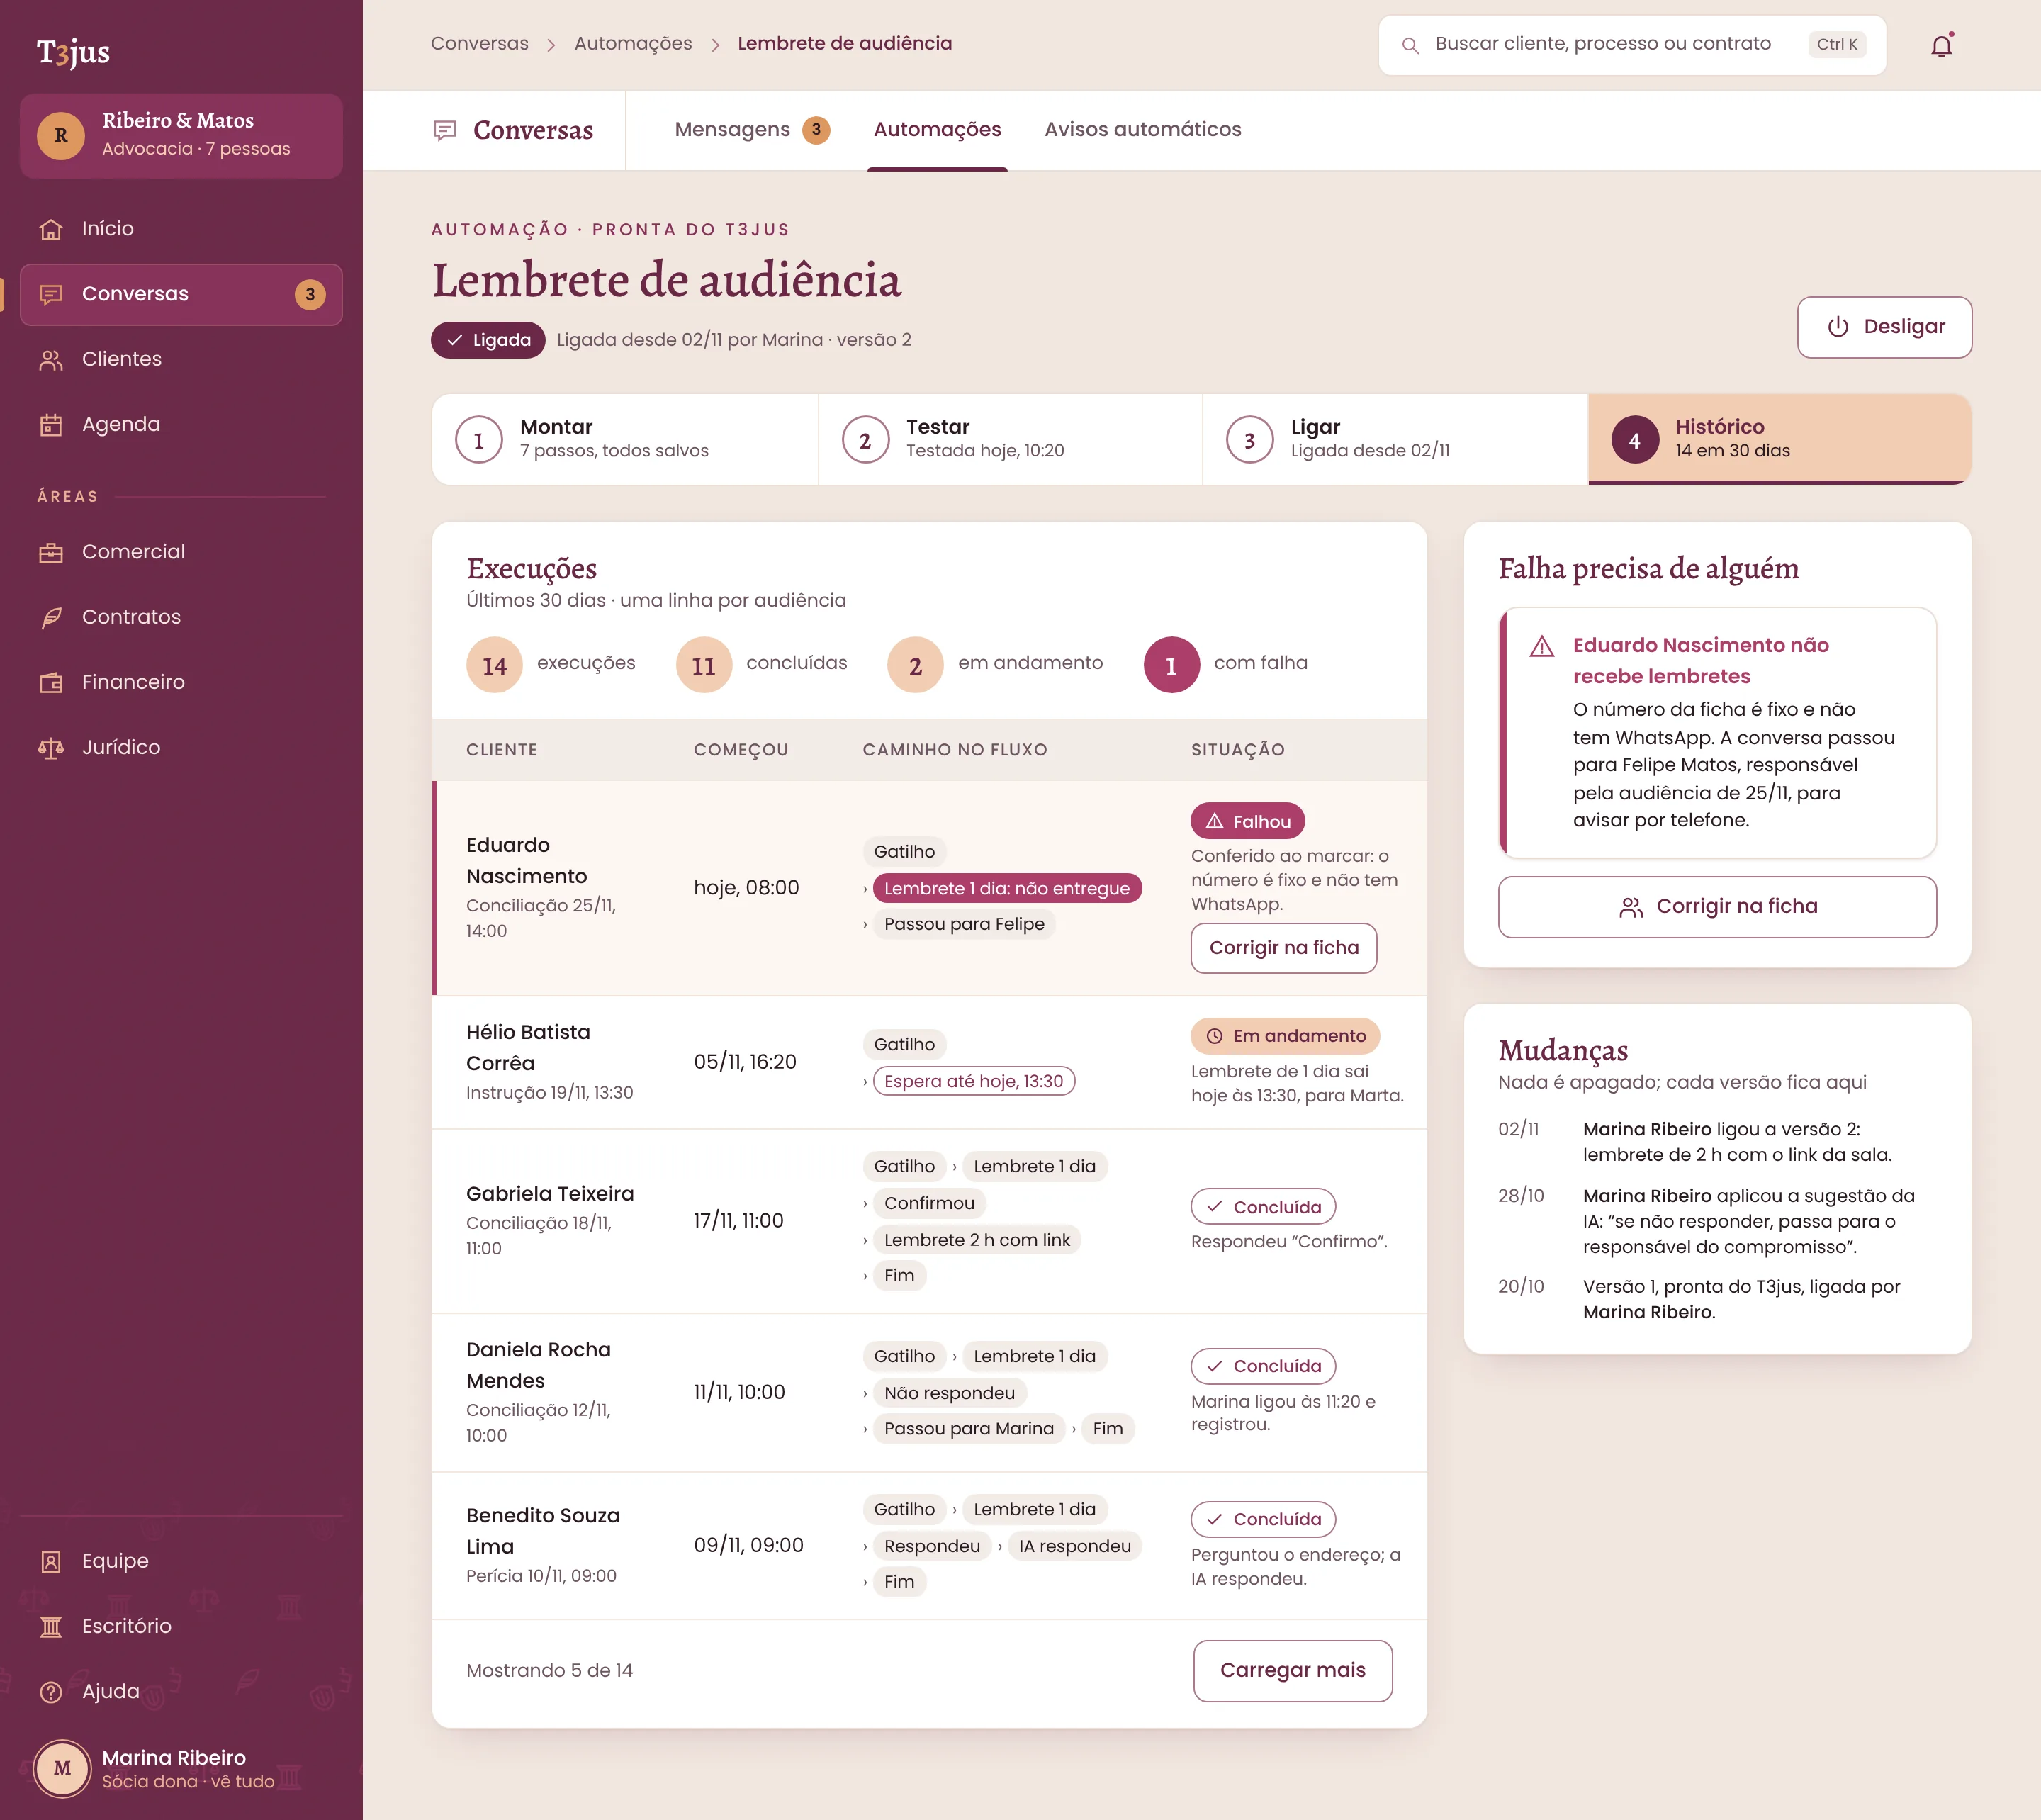 T3jus
R
Ribeiro & Matos
Advocacia · 7 pessoas
Início
Conversas 3
Clientes
Agenda
ÁREAS
Comercial
Contratos
Financeiro
Jurídico
Equipe
Escritório
Ajuda
M
Marina Ribeiro
Sócia dona · vê tudo
Conversas > Automações > Lembrete de audiência
Buscar cliente, processo ou contrato Ctrl K
Conversas
Mensagens 3 Automações Avisos automáticos
AUTOMAÇÃO · PRONTA DO T3JUS
Lembrete de audiência
Ligada Ligada desde 02/11 por Marina · versão 2
Desligar
1 Montar
7 passos, todos salvos
2 Testar
Testada hoje, 10:20
3 Ligar
Ligada desde 02/11
4 Histórico
14 em 30 dias
Execuções
Últimos 30 dias · uma linha por audiência
14 execuções 11 concluídas 2 em andamento 1 com falha
CLIENTE COMEÇOU CAMINHO NO FLUXO SITUAÇÃO
Eduardo
Nascimento
Conciliação 25/11,
14:00
hoje, 08:00
Gatilho
› Lembrete 1 dia: não entregue
› Passou para Felipe
Falhou
Conferido ao marcar: o
número é fixo e não tem
WhatsApp.
Corrigir na ficha
Hélio Batista
Corrêa
Instrução 19/11, 13:30
05/11, 16:20
Gatilho
› Espera até hoje, 13:30
Em andamento
Lembrete de 1 dia sai
hoje às 13:30, para Marta.
Gabriela Teixeira
Conciliação 18/11,
11:00
17/11, 11:00
Gatilho › Lembrete 1 dia
› Confirmou
› Lembrete 2 h com link
› Fim
Concluída
Respondeu “Confirmo”.
Daniela Rocha
Mendes
Conciliação 12/11,
10:00
11/11, 10:00
Gatilho › Lembrete 1 dia
› Não respondeu
› Passou para Marina › Fim
Concluída
Marina ligou às 11:20 e
registrou.
Benedito Souza
Lima
Perícia 10/11, 09:00
09/11, 09:00
Gatilho › Lembrete 1 dia
› Respondeu › IA respondeu
› Fim
Concluída
Perguntou o endereço; a
IA respondeu.
Mostrando 5 de 14
Carregar mais
Falha precisa de alguém
Eduardo Nascimento não
recebe lembretes
O número da ficha é fixo e não
tem WhatsApp. A conversa passou
para Felipe Matos, responsável
pela audiência de 25/11, para
avisar por telefone.
Corrigir na ficha
Mudanças
Nada é apagado; cada versão fica aqui
02/11 Marina Ribeiro ligou a versão 2:
lembrete de 2 h com o link da sala.
28/10 Marina Ribeiro aplicou a sugestão da
IA: “se não responder, passa para o
responsável do compromisso”.
20/10 Versão 1, pronta do T3jus, ligada por
Marina Ribeiro.